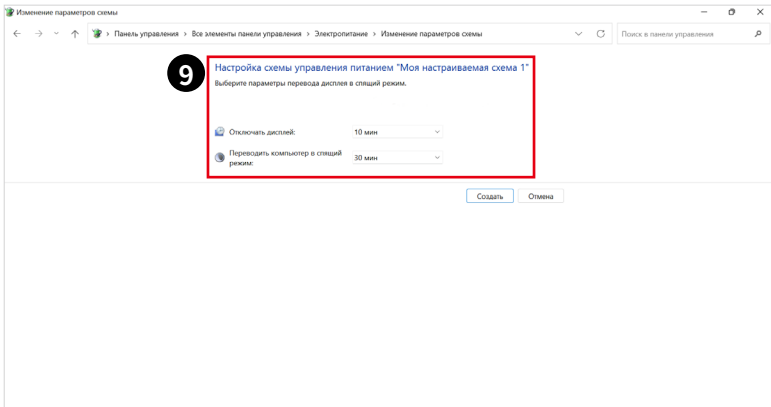 Изменение параметров схемы
Панель управления > Все элементы панели управления > Электропитание > Изменение параметров схемы
Поиск в панели управления
9
Настройка схемы управления питанием "Моя настраиваемая схема 1"
Выберите параметры перевода дисплея в спящий режим.
Отключать дисплей: 10 мин
Переводить компьютер в спящий
режим: 30 мин
Создать Отмена